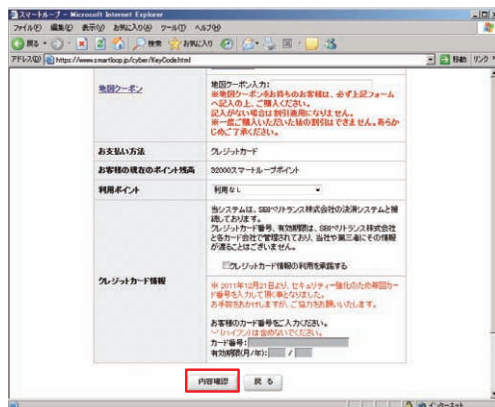 スマートループ - Microsoft Internet Explorer
ファイル(F) 編集(E) 表示(V) お気に入り(A) ツール(T) ヘルプ(H)
戻る 検索 お気に入り
アドレス(D) https://www.smartloop.jp/cyber/KeyCode.html 移動 リンク
地図クーポン
地図クーポン入力:
※地図クーポンをお持ちのお客様は、必ず上記フォーム
へ記入の上、ご購入ください。
記入がない場合は割引適用になりません。
※一度ご購入いただいた後の割引はできません。あらか
じめご了承ください。
お支払い方法 クレジットカード
お客様の現在のポイント残高 32000スマートループポイント
利用ポイント 利用なし
クレジットカード情報
当システムは、SBIベリトランス株式会社の決済システムと接
続しております。
クレジットカード番号、有効期限は、SBIベリトランス株式会社
と各カード会社で管理されており、当社や第三者にその情報
が渡ることはございません。
クレジットカード情報の利用を承諾する
※ 2011年12月21日より、セキュリティー強化のため毎回カー
ド番号を入力して頂く事となりました。
お手数をおかけしますが、ご協力をお願いいたします。
お客様のカード番号をご入力ください。
'-'(ハイフン)は含めないでください。
カード番号:
有効期限(月/年): /
内容確認 戻る
インターネット